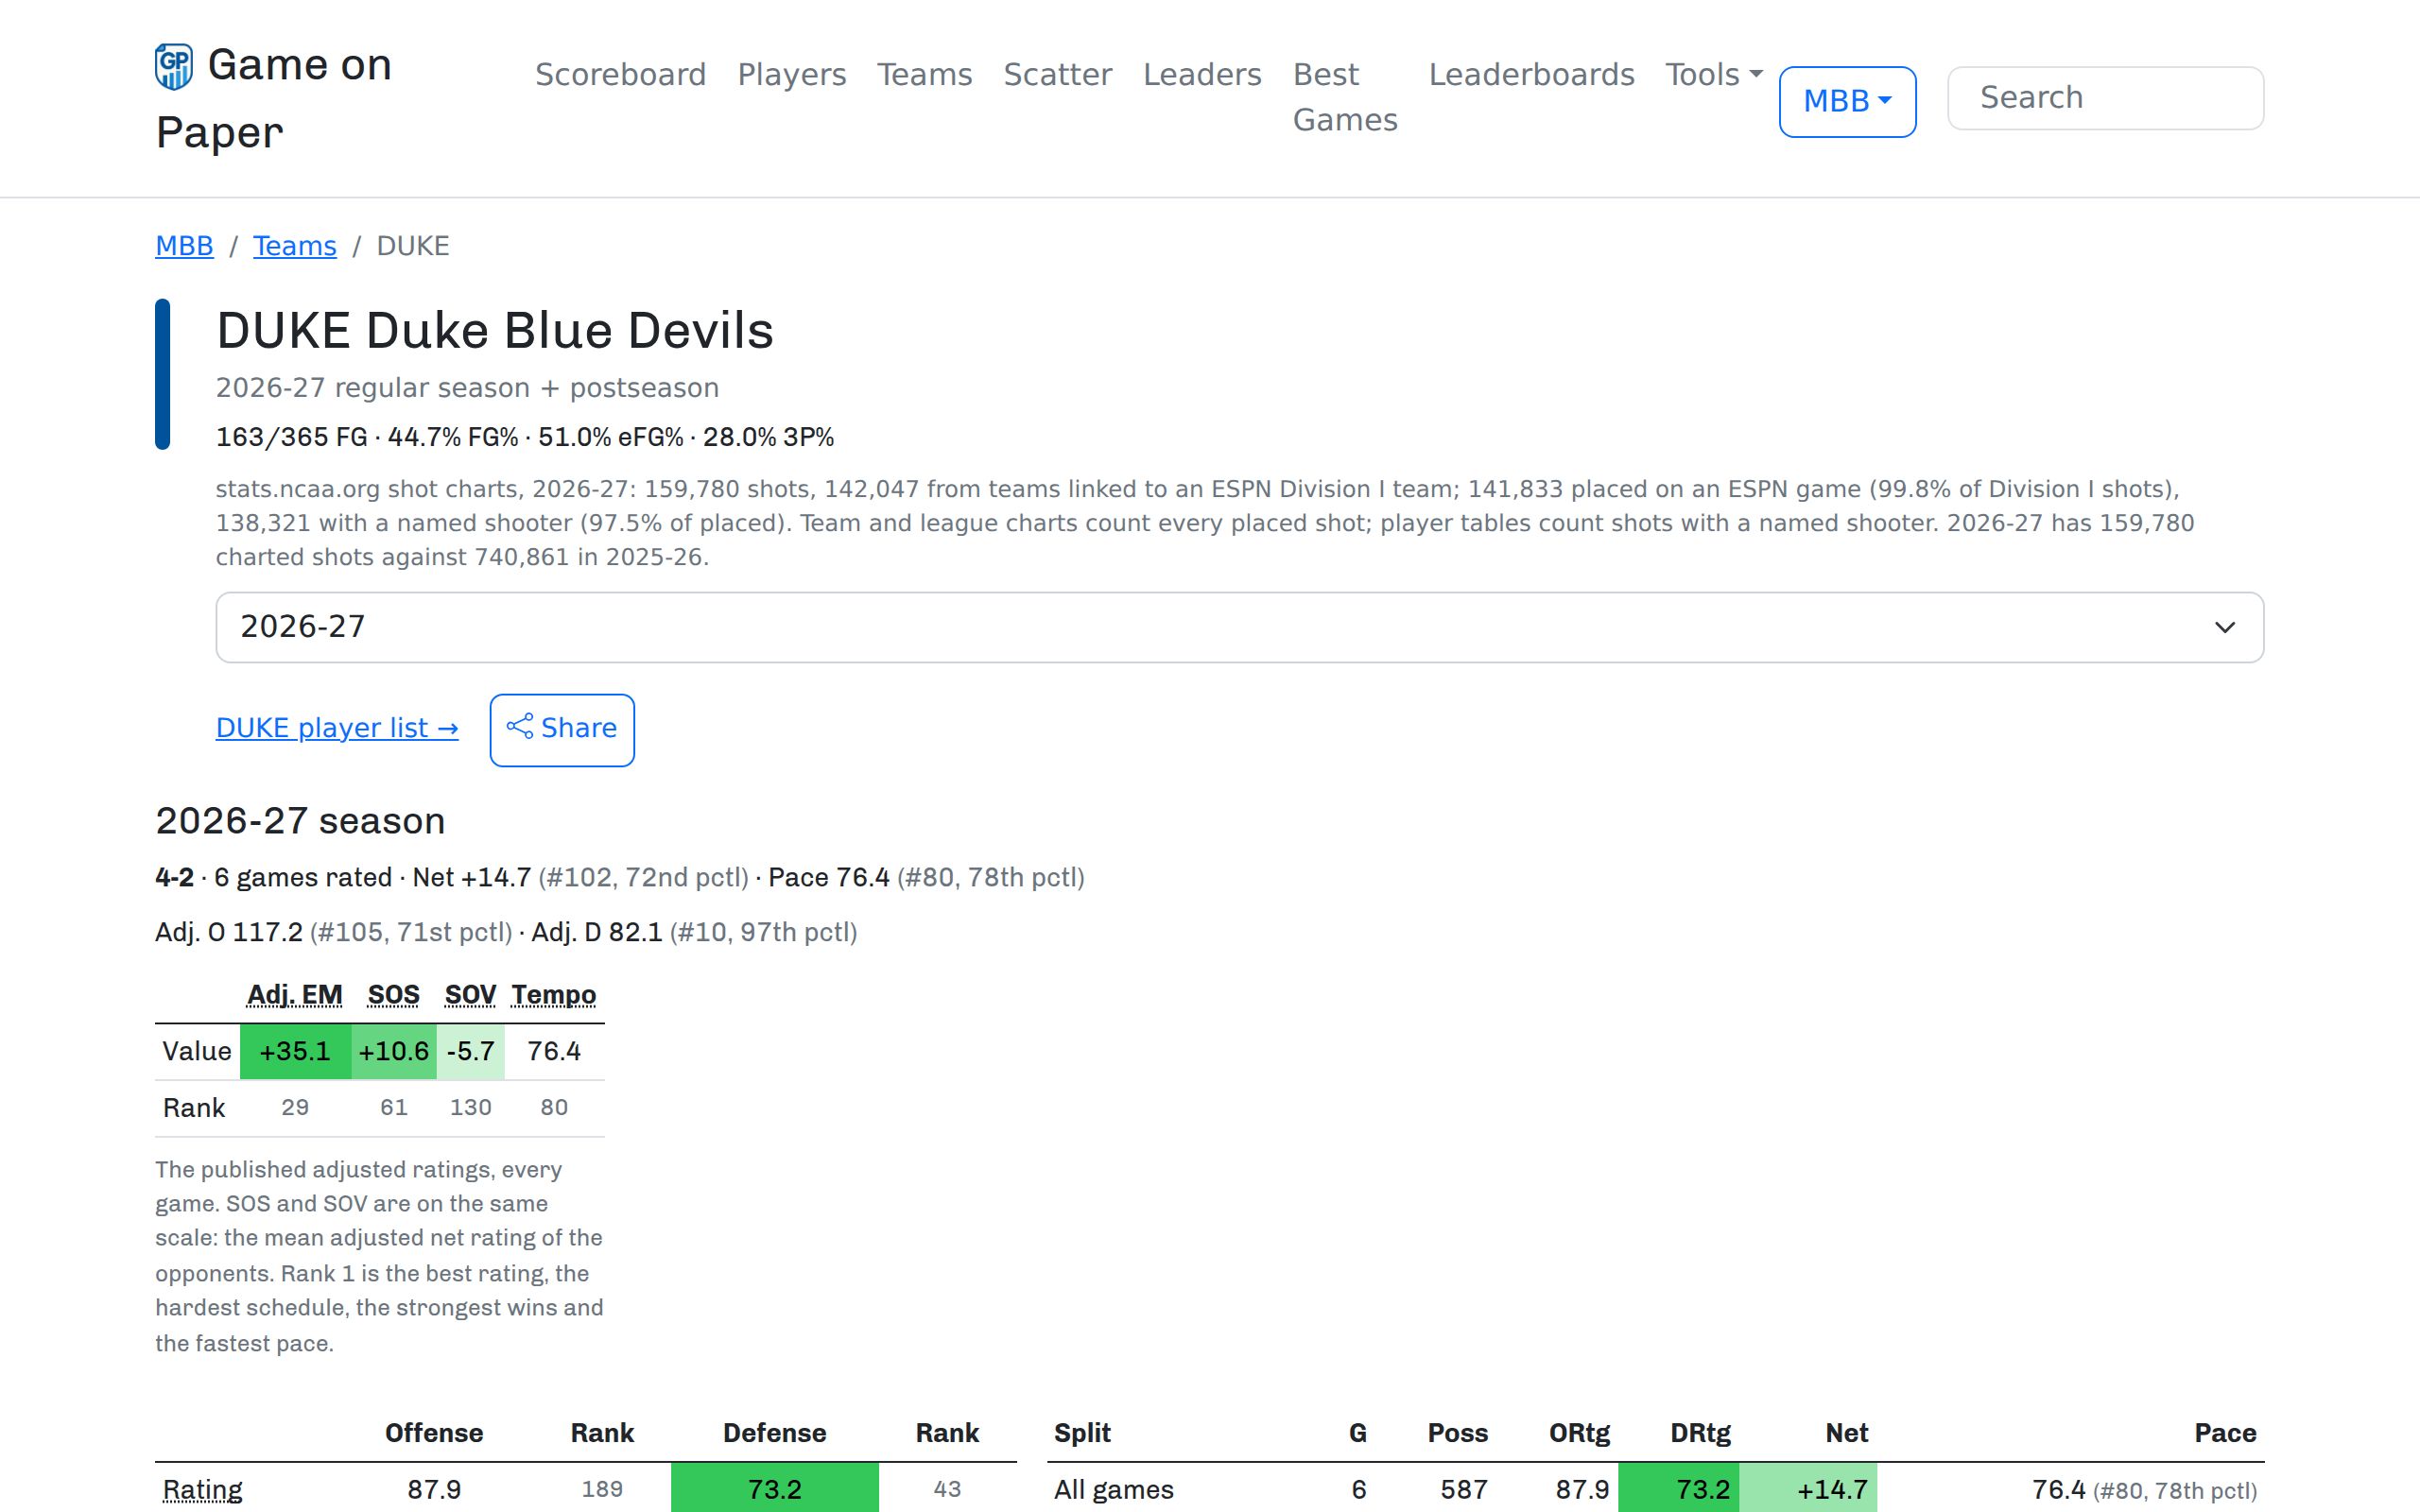 GP Game on Paper
Scoreboard Players Teams Scatter Leaders Best Games Leaderboards Tools
MBB
Search
MBB / Teams / DUKE
DUKE Duke Blue Devils
2026-27 regular season + postseason
163/365 FG · 44.7% FG% · 51.0% eFG% · 28.0% 3P%
stats.ncaa.org shot charts, 2026-27: 159,780 shots, 142,047 from teams linked to an ESPN Division I team; 141,833 placed on an ESPN game (99.8% of Division I shots),
138,321 with a named shooter (97.5% of placed). Team and league charts count every placed shot; player tables count shots with a named shooter. 2026-27 has 159,780
charted shots against 740,861 in 2025-26.
2026-27
DUKE player list → Share
2026-27 season
4-2 · 6 games rated · Net +14.7 (#102, 72nd pctl) · Pace 76.4 (#80, 78th pctl)
Adj. O 117.2 (#105, 71st pctl) · Adj. D 82.1 (#10, 97th pctl)
Adj. EM SOS SOV Tempo
Value +35.1 +10.6 -5.7 76.4
Rank 29 61 130 80
The published adjusted ratings, every
game. SOS and SOV are on the same
scale: the mean adjusted net rating of the
opponents. Rank 1 is the best rating, the
hardest schedule, the strongest wins and
the fastest pace.
Offense Rank Defense Rank
Rating 87.9 189 73.2 43
Split G Poss ORtg DRtg Net Pace
All games 6 587 87.9 73.2 +14.7 76.4 (#80, 78th pctl)